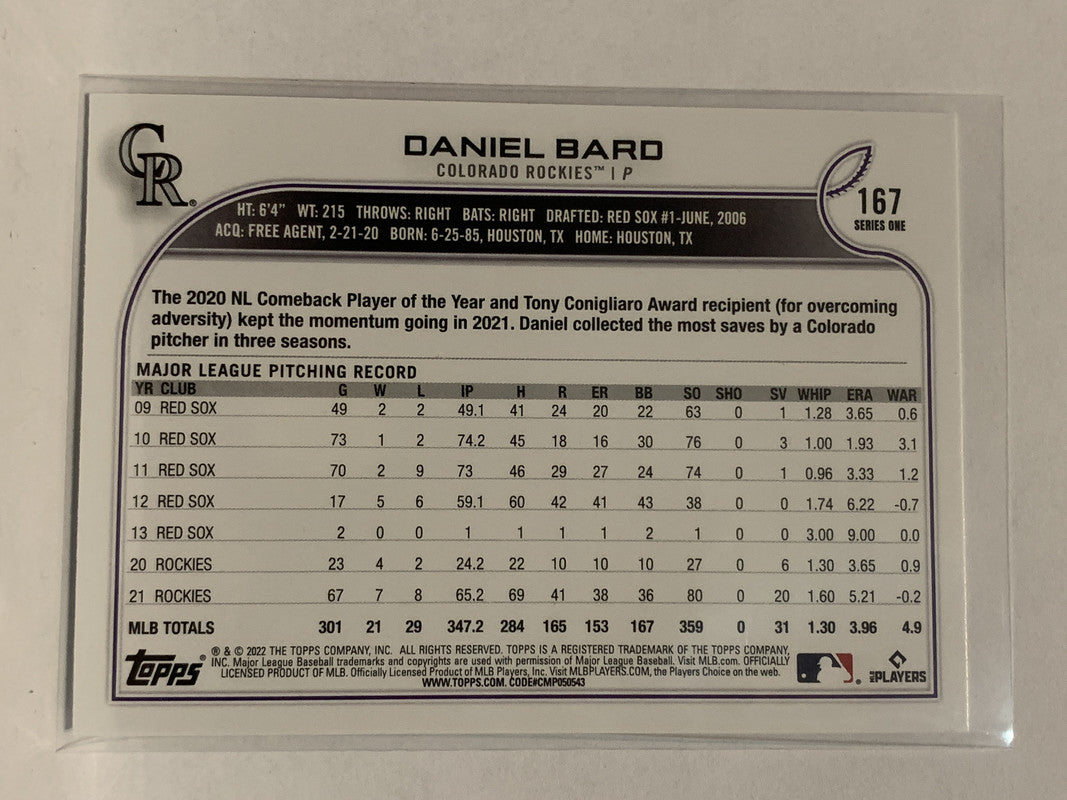 CR®
DANIEL BARD
COLORADO ROCKIES™ | P
167
SERIES ONE
HT: 6'4" WT: 215 THROWS: RIGHT BATS: RIGHT DRAFTED: RED SOX #1-JUNE, 2006
ACQ: FREE AGENT, 2-21-20 BORN: 6-25-85, HOUSTON, TX HOME: HOUSTON, TX
The 2020 NL Comeback Player of the Year and Tony Conigliaro Award recipient (for overcoming
adversity) kept the momentum going in 2021. Daniel collected the most saves by a Colorado
pitcher in three seasons.
MAJOR LEAGUE PITCHING RECORD
YR CLUB G W L IP H R ER BB SO SHO SV WHIP ERA WAR
09 RED SOX 49 2 2 49.1 41 24 20 22 63 0 1 1.28 3.65 0.6
10 RED SOX 73 1 2 74.2 45 18 16 30 76 0 3 1.00 1.93 3.1
11 RED SOX 70 2 9 73 46 29 27 24 74 0 1 0.96 3.33 1.2
12 RED SOX 17 5 6 59.1 60 42 41 43 38 0 0 1.74 6.22 -0.7
13 RED SOX 2 0 0 1 1 1 1 2 1 0 0 3.00 9.00 0.0
20 ROCKIES 23 4 2 24.2 22 10 10 10 27 0 6 1.30 3.65 0.9
21 ROCKIES 67 7 8 65.2 69 41 38 36 80 0 20 1.60 5.21 -0.2
MLB TOTALS 301 21 29 347.2 284 165 153 167 359 0 31 1.30 3.96 4.9
topps
® & © 2022 THE TOPPS COMPANY, INC. ALL RIGHTS RESERVED. TOPPS IS A REGISTERED TRADEMARK OF THE TOPPS COMPANY,
INC. Major League Baseball trademarks and copyrights are used with permission of Major League Baseball. Visit MLB.com. OFFICIALLY
LICENSED PRODUCT OF MLB. Officially Licensed Product of MLB Players, Inc. Visit MLBPLAYERS.COM, the Players Choice on the web.
WWW.TOPPS.COM. CODE#CMP050543
MLB PLAYERS